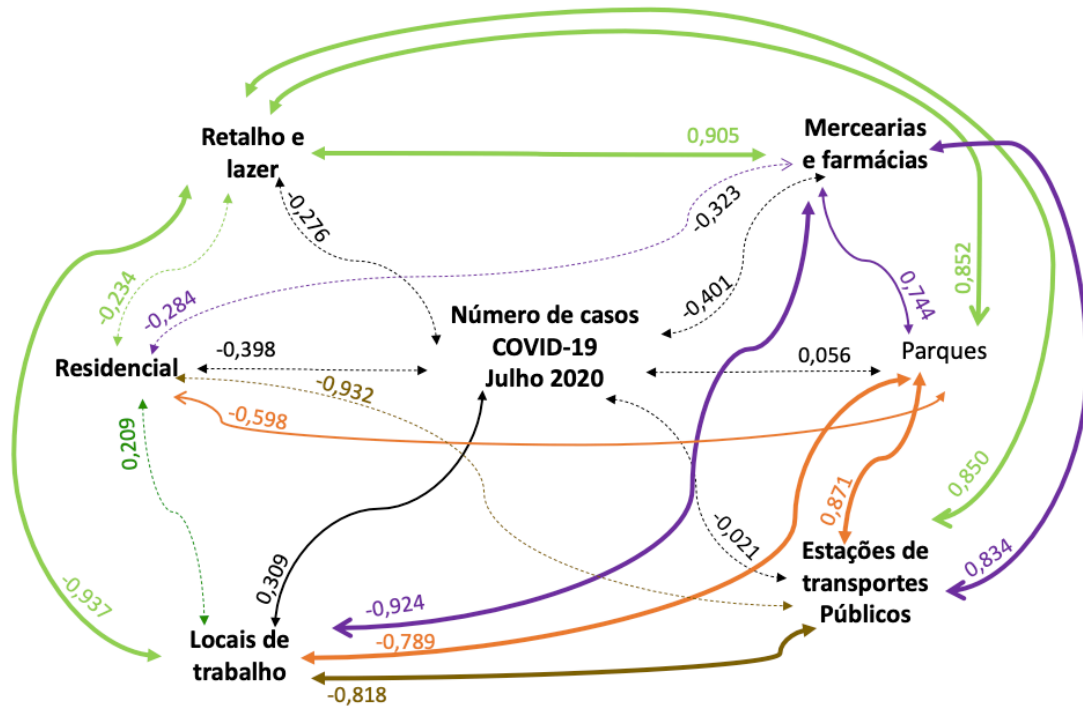 Retalho e
lazer
0,905
Mercearias
e farmácias
-0,276
-0,323
-0,234
-0,284
-0,401
0,852
0,744
Número de casos
COVID-19
Julho 2020
Residencial
-0,398
0,056
Parques
-0,932
-0,598
0,209
0,850
0,871
-0,021
Estações de
transportes
Públicos
0,834
0,309
-0,937
-0,924
Locais de
trabalho
-0,789
-0,818